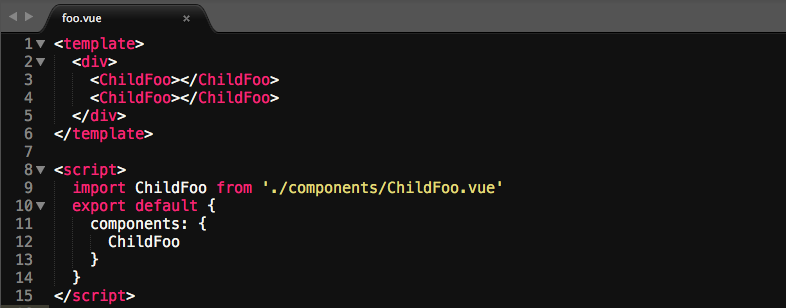 foo.vue
1 <template>
2 <div>
3 <ChildFoo></ChildFoo>
4 <ChildFoo></ChildFoo>
5 </div>
6 </template>
7
8 <script>
9 import ChildFoo from './components/ChildFoo.vue'
10 export default {
11 components: {
12 ChildFoo
13 }
14 }
15 </script>